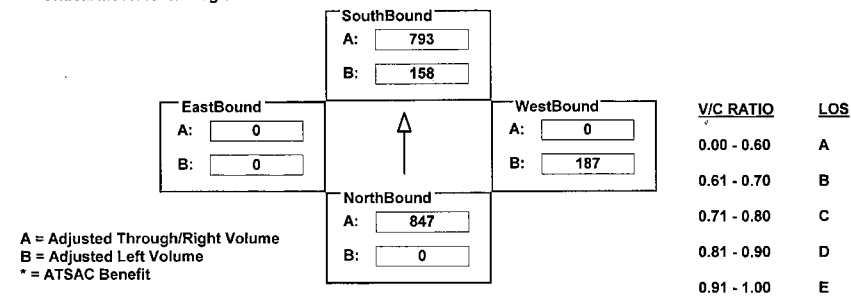 SouthBound
A: 793
B: 158
EastBound
A: 0
B: 0
WestBound
A: 0
B: 187
NorthBound
A: 847
B: 0
A = Adjusted Through/Right Volume
B = Adjusted Left Volume
* = ATSAC Benefit
V/C RATIO LOS
0.00 - 0.60 A
0.61 - 0.70 B
0.71 - 0.80 C
0.81 - 0.90 D
0.91 - 1.00 E